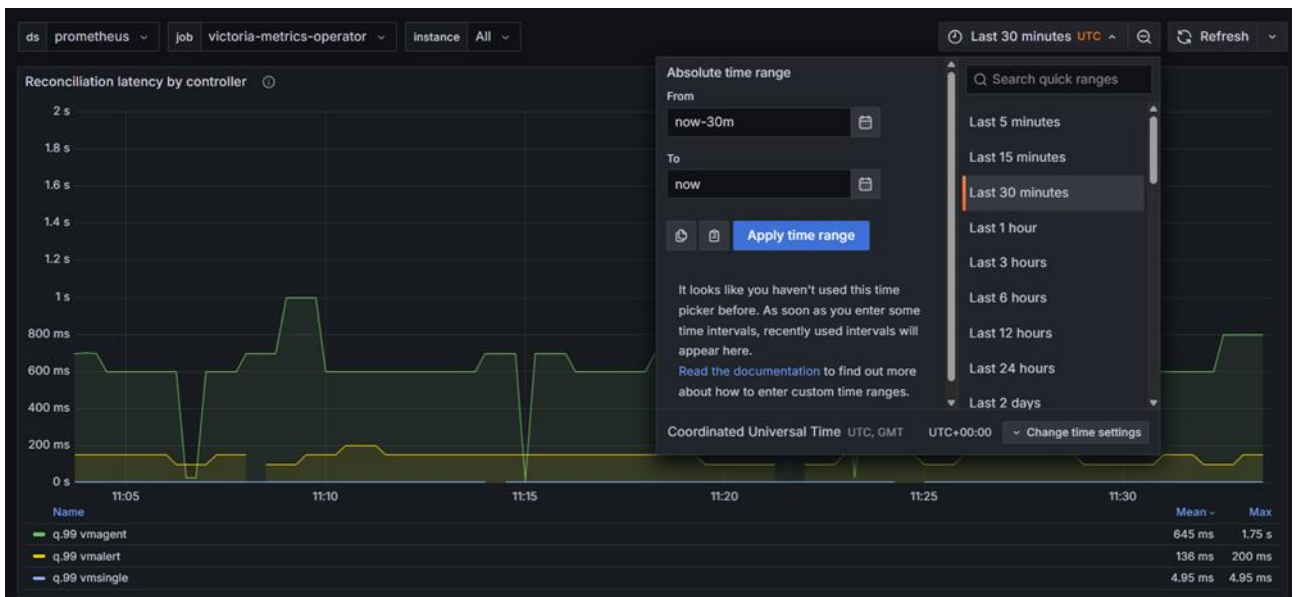 ds prometheus job victoria-metrics-operator instance All
Last 30 minutes UTC Refresh
Reconciliation latency by controller
2 s
1.8 s
1.6 s
1.4 s
1.2 s
1 s
800 ms
600 ms
400 ms
200 ms
0 s
11:05 11:10 11:15 11:20 11:25 11:30
Name Mean Max
q.99 vmagent 645 ms 1.75 s
q.99 vmalert 136 ms 200 ms
q.99 vmsingle 4.95 ms 4.95 ms
Absolute time range
From
now-30m
To
now
Apply time range
It looks like you haven't used this time
picker before. As soon as you enter some
time intervals, recently used intervals will
appear here.
Read the documentation to find out more
about how to enter custom time ranges.
Search quick ranges
Last 5 minutes
Last 15 minutes
Last 30 minutes
Last 1 hour
Last 3 hours
Last 6 hours
Last 12 hours
Last 24 hours
Last 2 days
Coordinated Universal Time UTC, GMT UTC+00:00 Change time settings